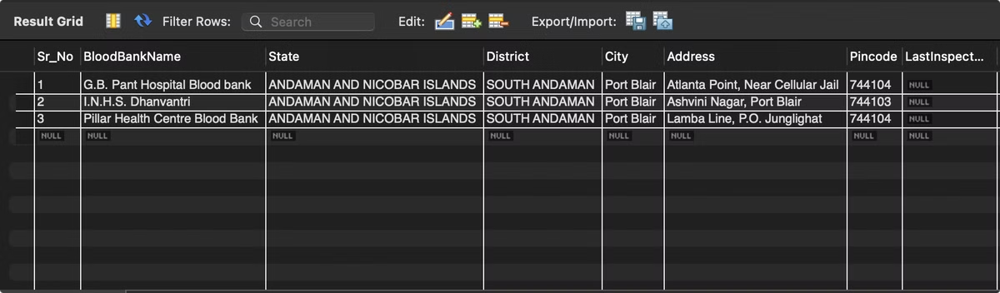 Result Grid Filter Rows: Search Edit: Export/Import:
Sr_No BloodBankName State District City Address Pincode LastInspect...
1 G.B. Pant Hospital Blood bank ANDAMAN AND NICOBAR ISLANDS SOUTH ANDAMAN Port Blair Atlanta Point, Near Cellular Jail 744104 NULL
2 I.N.H.S. Dhanvantri ANDAMAN AND NICOBAR ISLANDS SOUTH ANDAMAN Port Blair Ashvini Nagar, Port Blair 744103 NULL
3 Pillar Health Centre Blood Bank ANDAMAN AND NICOBAR ISLANDS SOUTH ANDAMAN Port Blair Lamba Line, P.O. Junglighat 744104 NULL
NULL NULL NULL NULL NULL NULL NULL NULL